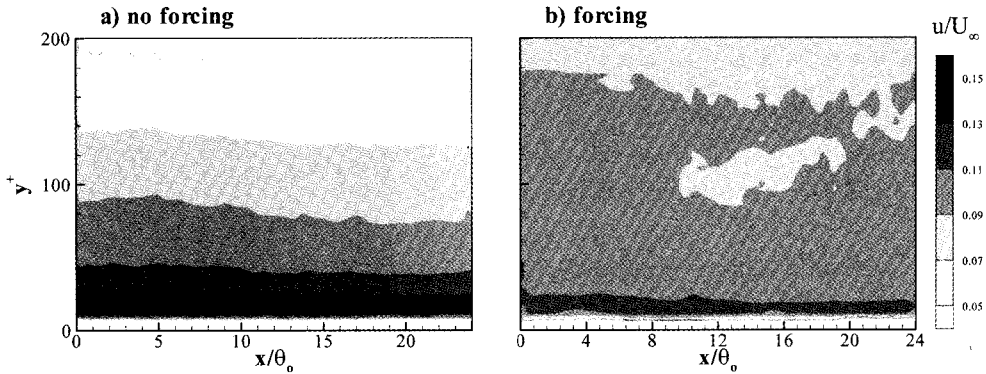 a) no forcing
b) forcing
u/U∞
200
100
0
y+
0 5 10 15 20
x/θo
0 4 8 12 16 20 24
x/θo
0.15
0.13
0.11
0.09
0.07
0.05